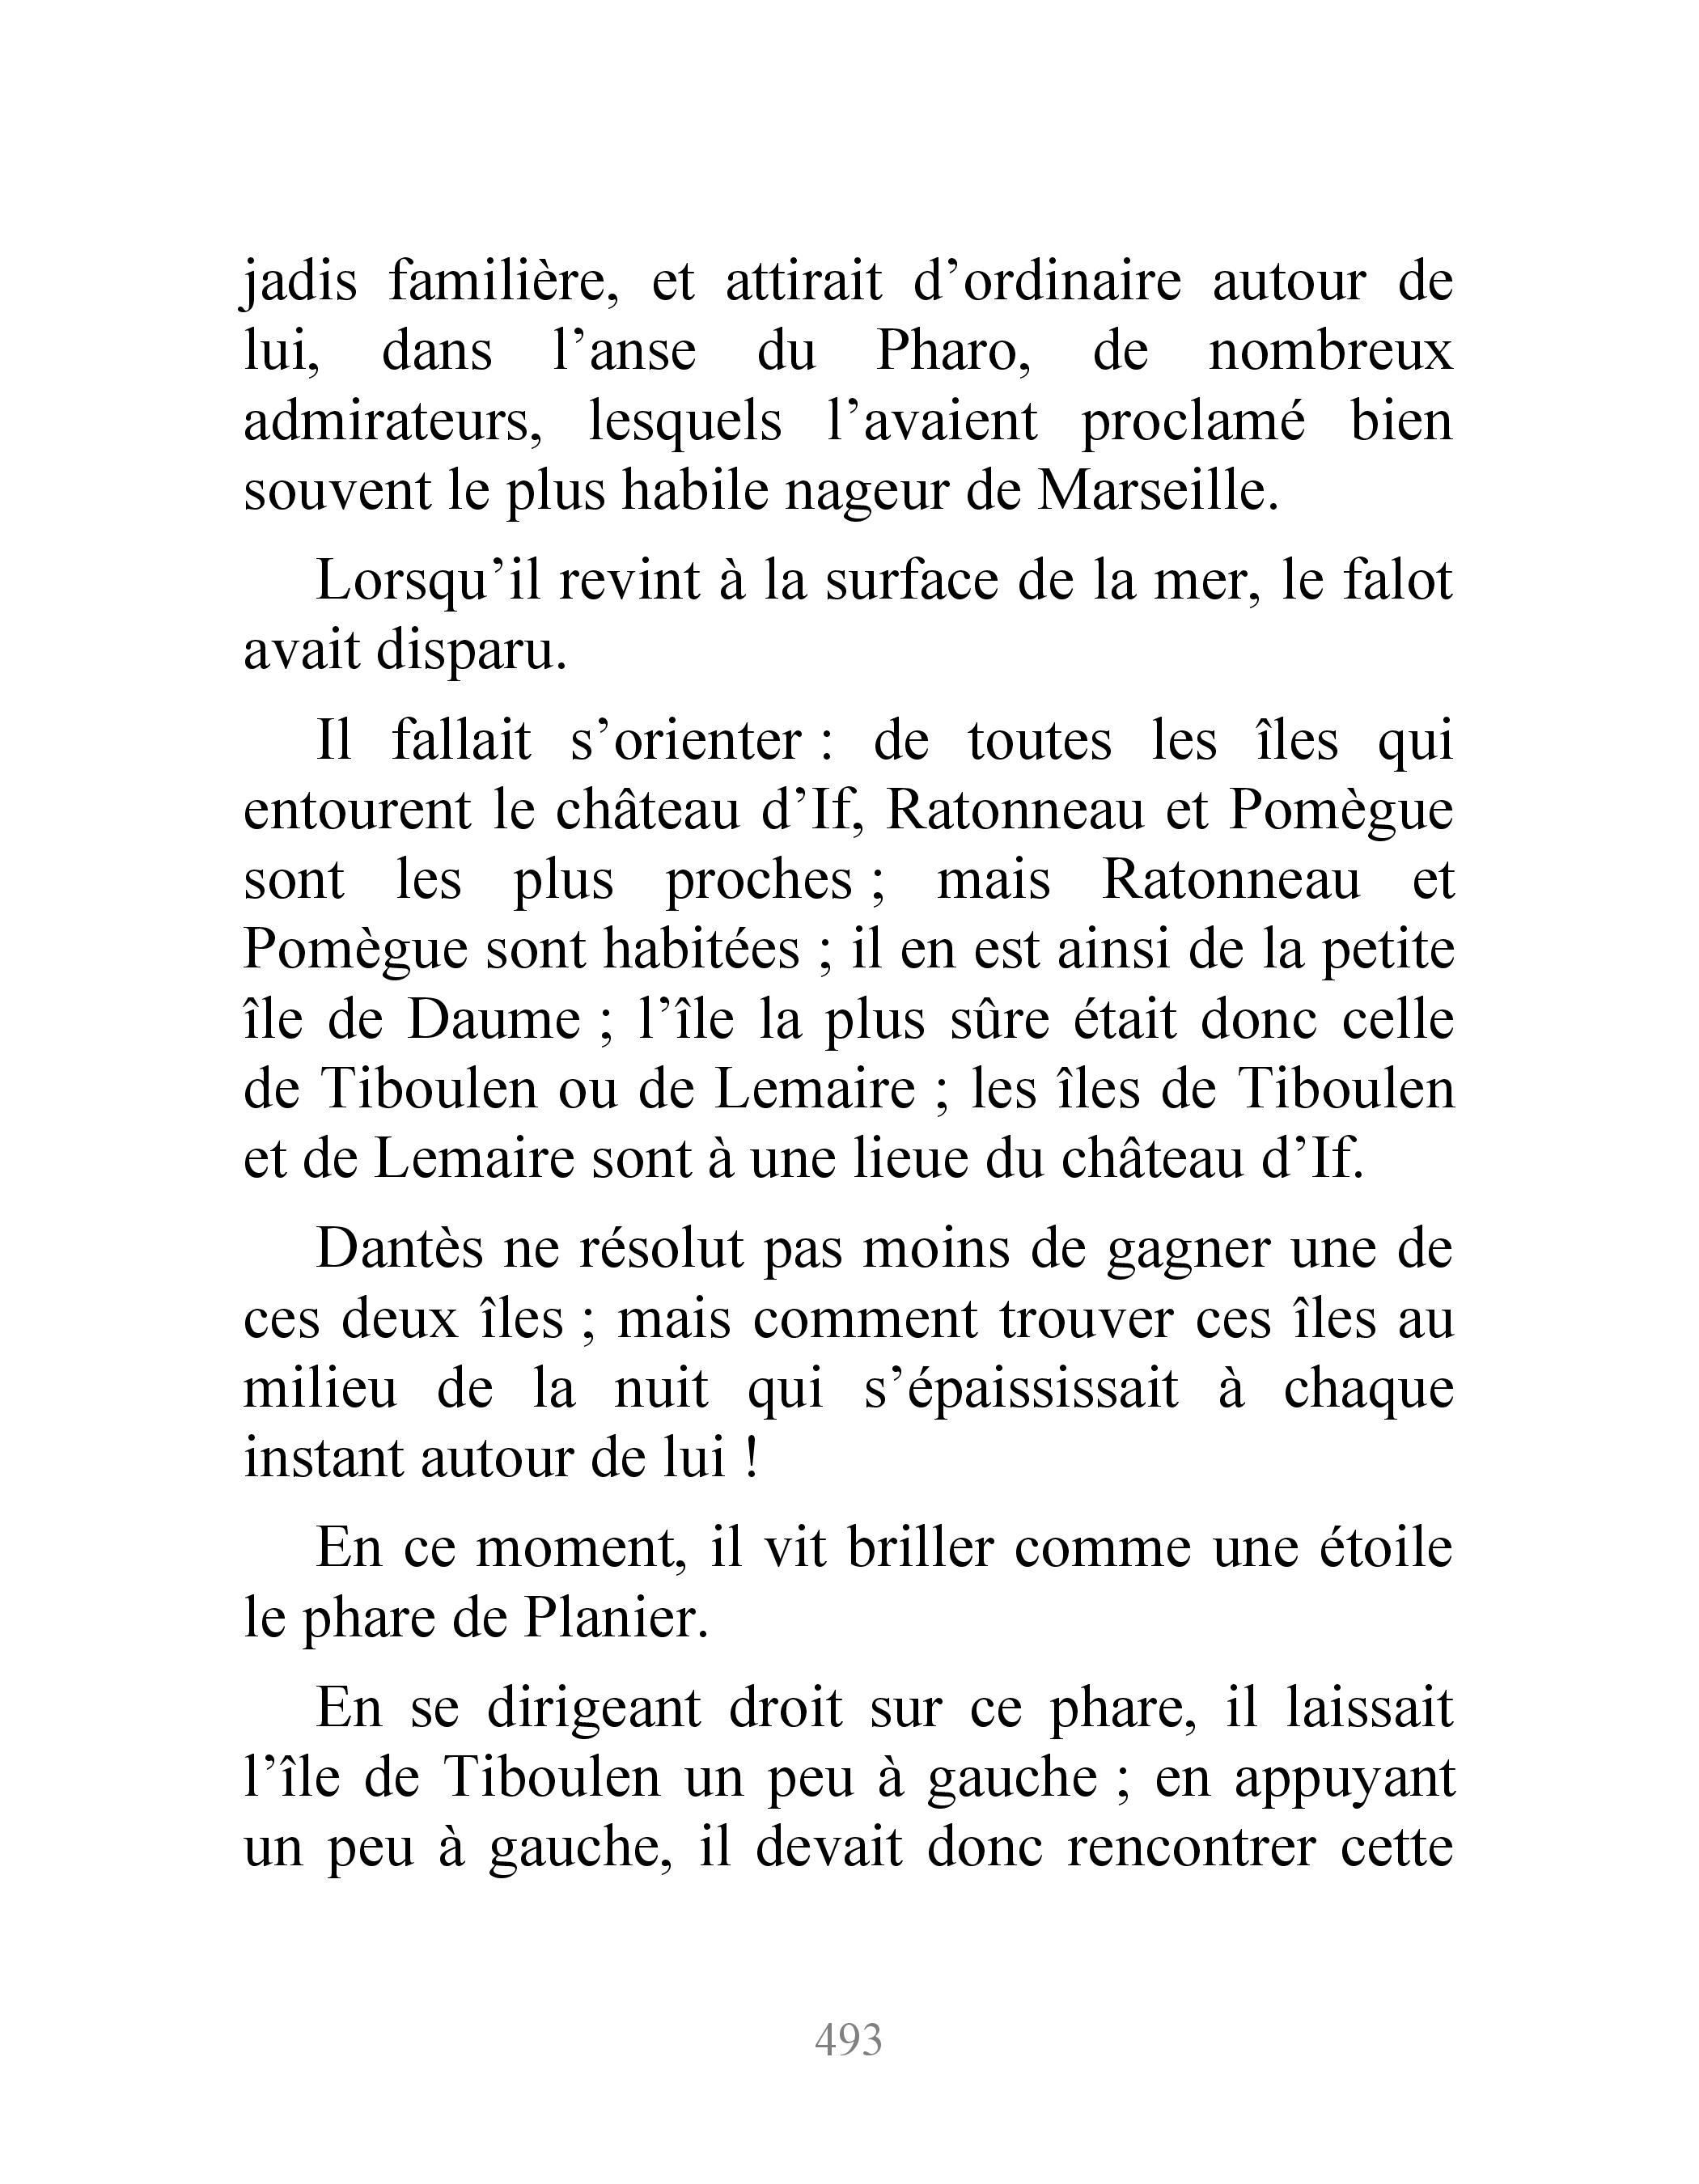 jadis familière, et attirait d’ordinaire autour de
lui, dans l’anse du Pharo, de nombreux
admirateurs, lesquels l’avaient proclamé bien
souvent le plus habile nageur de Marseille.
Lorsqu’il revint à la surface de la mer, le falot
avait disparu.
Il fallait s’orienter : de toutes les îles qui
entourent le château d’If, Ratonneau et Pomègue
sont les plus proches ; mais Ratonneau et
Pomègue sont habitées ; il en est ainsi de la petite
île de Daume ; l’île la plus sûre était donc celle
de Tiboulen ou de Lemaire ; les îles de Tiboulen
et de Lemaire sont à une lieue du château d’If.
Dantès ne résolut pas moins de gagner une de
ces deux îles ; mais comment trouver ces îles au
milieu de la nuit qui s’épaississait à chaque
instant autour de lui !
En ce moment, il vit briller comme une étoile
le phare de Planier.
En se dirigeant droit sur ce phare, il laissait
l’île de Tiboulen un peu à gauche ; en appuyant
un peu à gauche, il devait donc rencontrer cette
493